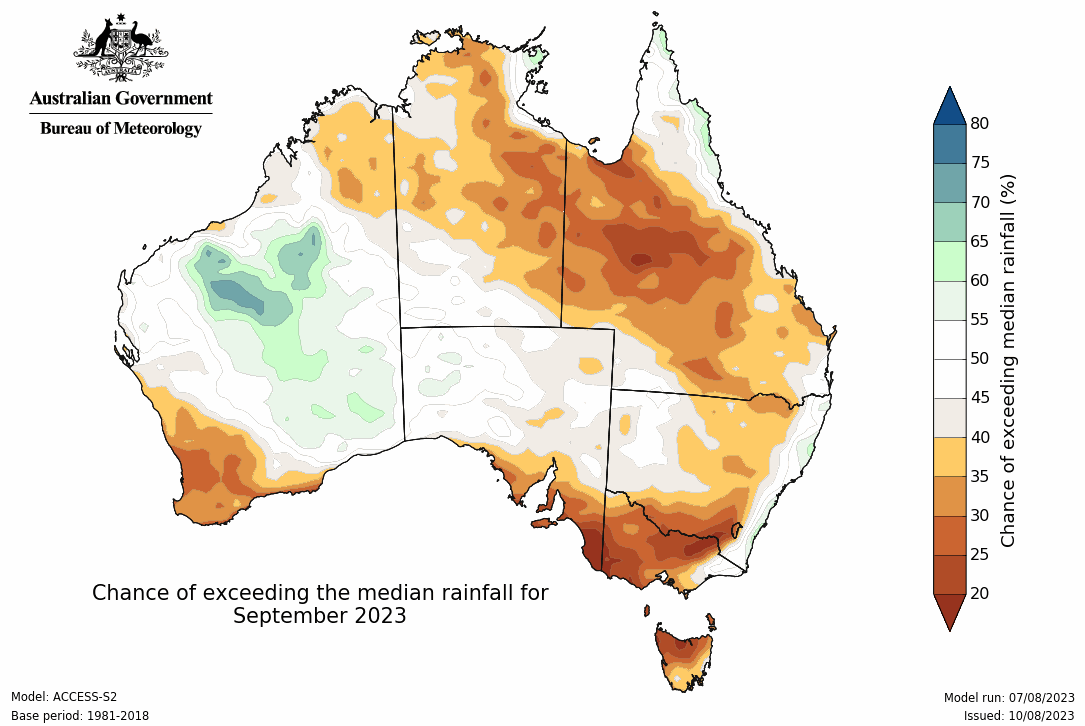 Australian Government
Bureau of Meteorology
80
75
70
65
60
55
50
45
40
35
30
25
20
Chance of exceeding median rainfall (%)
Chance of exceeding the median rainfall for
September 2023
Model: ACCESS-S2
Base period: 1981-2018
Model run: 07/08/2023
Issued: 10/08/2023